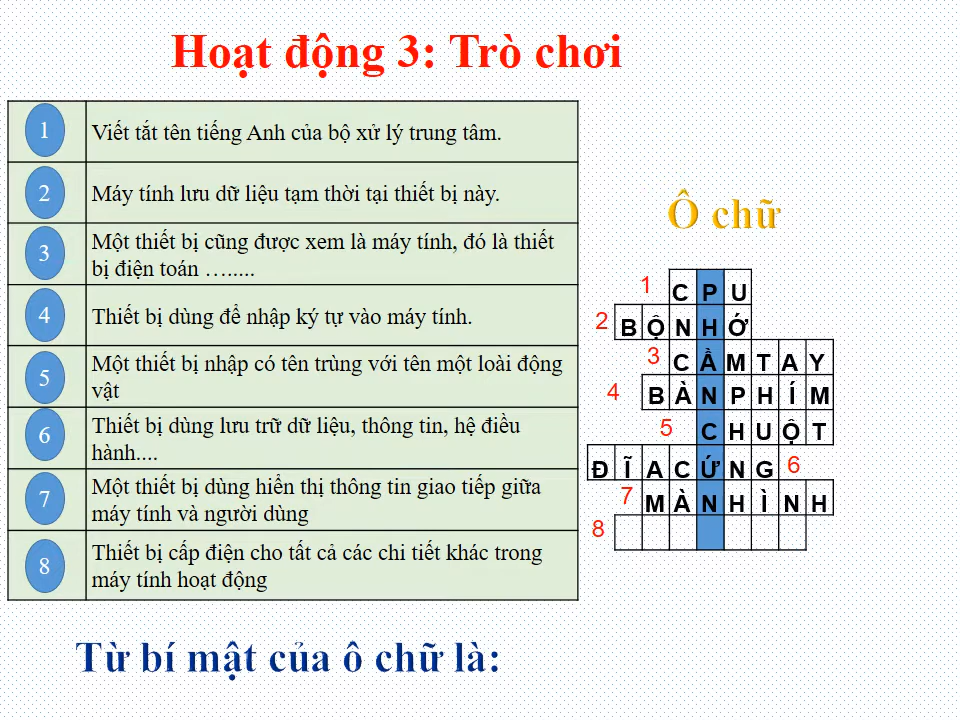 Hoạt động 3: Trò chơi
1 Viết tắt tên tiếng Anh của bộ xử lý trung tâm.
2 Máy tính lưu dữ liệu tạm thời tại thiết bị này.
3 Một thiết bị cũng được xem là máy tính, đó là thiết
bị điện toán ….....
4 Thiết bị dùng để nhập ký tự vào máy tính.
5 Một thiết bị nhập có tên trùng với tên một loài động
vật
6 Thiết bị dùng lưu trữ dữ liệu, thông tin, hệ điều
hành....
7 Một thiết bị dùng hiển thị thông tin giao tiếp giữa
máy tính và người dùng
8 Thiết bị cấp điện cho tất cả các chi tiết khác trong
máy tính hoạt động
Ô chữ
1 C P U
2 B Ộ N H Ớ
3 C Ầ M T A Y
4 B À N P H Í M
5 C H U Ộ T
Đ Ĩ A C Ứ N G 6
7 M À N H Ì N H
8
Từ bí mật của ô chữ là: